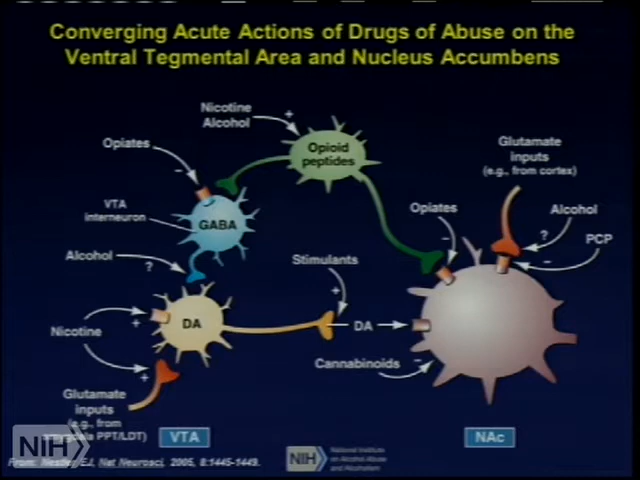 Converging Acute Actions of Drugs of Abuse on the
Ventral Tegmental Area and Nucleus Accumbens
Nicotine
Alcohol
+
Opioid
peptides
Opiates
–
Glutamate
inputs
(e.g., from cortex)
VTA
interneuron
GABA
Opiates
–
Alcohol
?
PCP
–
Alcohol
?
Stimulants
+
DA
DA
Nicotine
+
+
Cannabinoids
–
Glutamate
inputs
(e.g., from
PPT/LDT)
VTA
NAc
NIH
From: Nestler EJ, Nat Neurosci. 2005, 8:1445-1449.
NIH
National Institute
on Alcohol Abuse
and Alcoholism